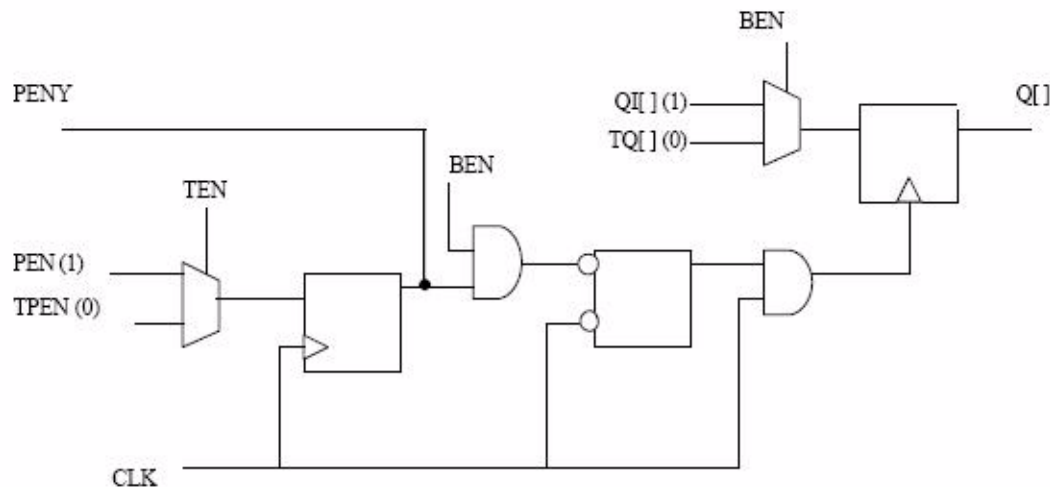 BEN
PENY
QI[ ] (1)
Q[ ]
TQ[ ] (0)
BEN
TEN
PEN (1)
TPEN (0)
CLK